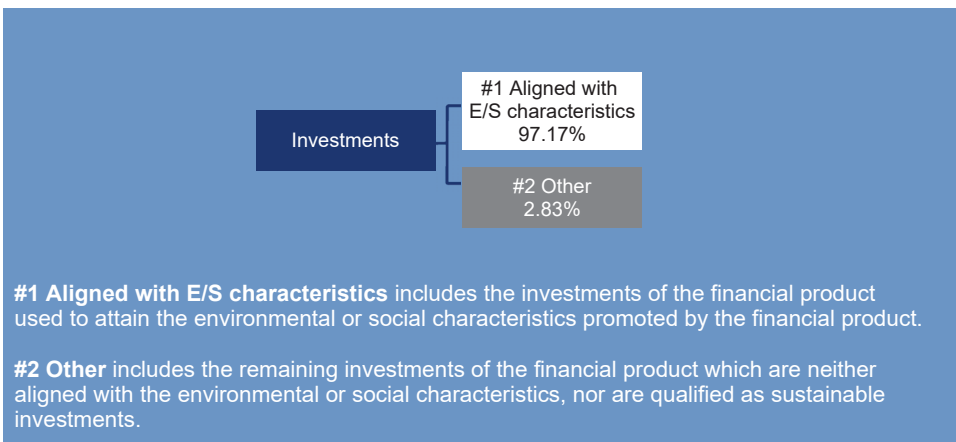 #1 Aligned with
E/S characteristics
97.17%
Investments
#2 Other
2.83%
#1 Aligned with E/S characteristics includes the investments of the financial product
used to attain the environmental or social characteristics promoted by the financial product.
#2 Other includes the remaining investments of the financial product which are neither
aligned with the environmental or social characteristics, nor are qualified as sustainable
investments.